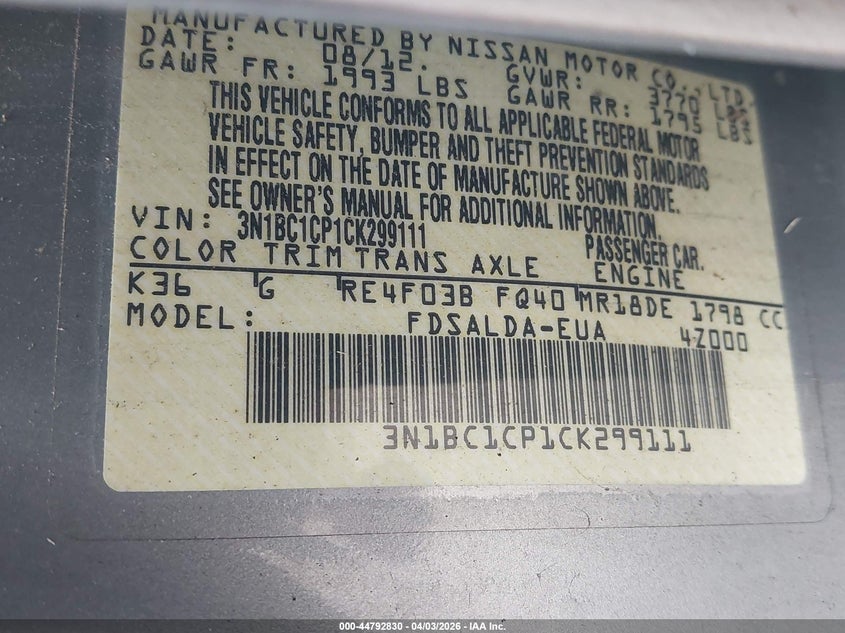 MANUFACTURED BY NISSAN MOTOR CO., LTD.
DATE: 08/12. GVWR: 3770 LBS
GAWR FR: 1993 LBS GAWR RR: 1795 LBS
THIS VEHICLE CONFORMS TO ALL APPLICABLE FEDERAL MOTOR
VEHICLE SAFETY, BUMPER AND THEFT PREVENTION STANDARDS
IN EFFECT ON THE DATE OF MANUFACTURE SHOWN ABOVE.
SEE OWNER'S MANUAL FOR ADDITIONAL INFORMATION.
VIN: 3N1BC1CP1CK299111 PASSENGER CAR.
COLOR TRIM TRANS AXLE ENGINE
K36 G RE4F03B FQ40 MR18DE 1798 CC
MODEL: FDSALDA-EUA 4Z000
3N1BC1CP1CK299111
000-44792830 - 04/03/2026 - IAA Inc.